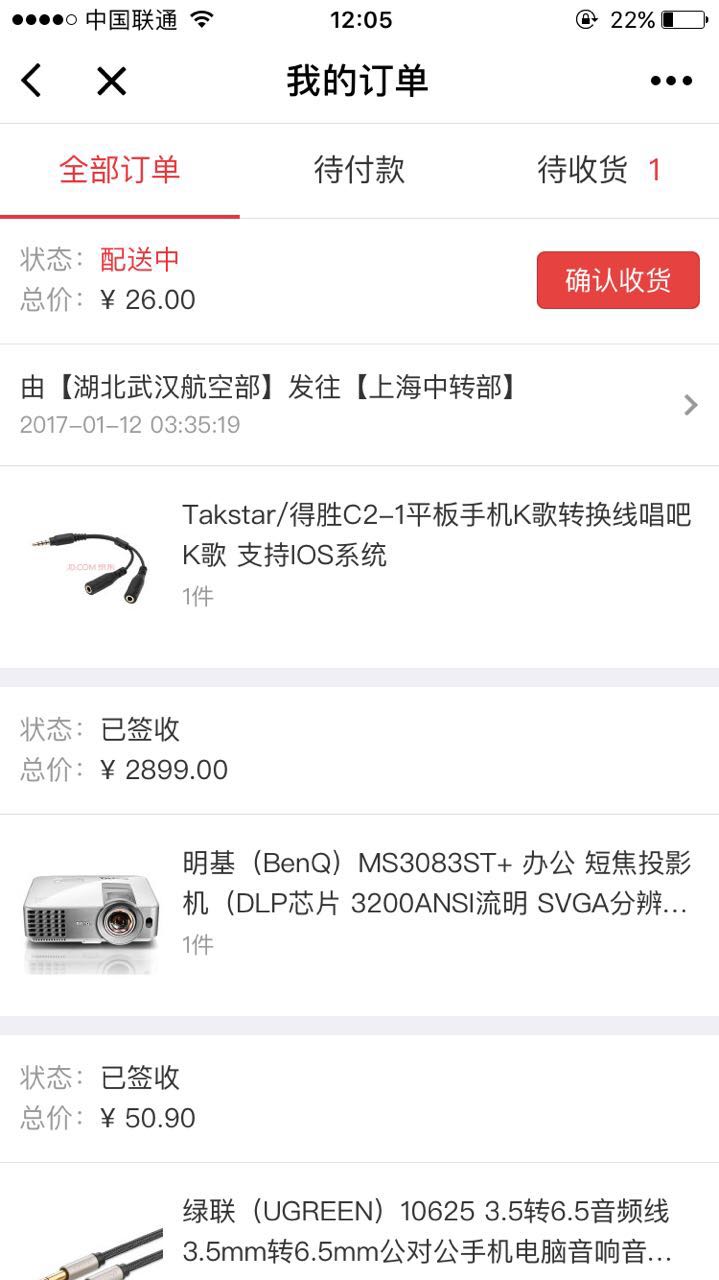 中国联通 12:05 22%
我的订单
全部订单 待付款 待收货 1
状态: 配送中
确认收货
总价: ¥ 26.00
由【湖北武汉航空部】发往【上海中转部】
2017-01-12 03:35:19
Takstar/得胜C2-1平板手机K歌转换线唱吧
K歌 支持IOS系统
JD.COM 京东
1件
状态: 已签收
总价: ¥ 2899.00
明基（BenQ）MS3083ST+ 办公 短焦投影
机（DLP芯片 3200ANSI流明 SVGA分辨...
1件
状态: 已签收
总价: ¥ 50.90
绿联（UGREEN）10625 3.5转6.5音频线
3.5mm转6.5mm公对公手机电脑音响音...